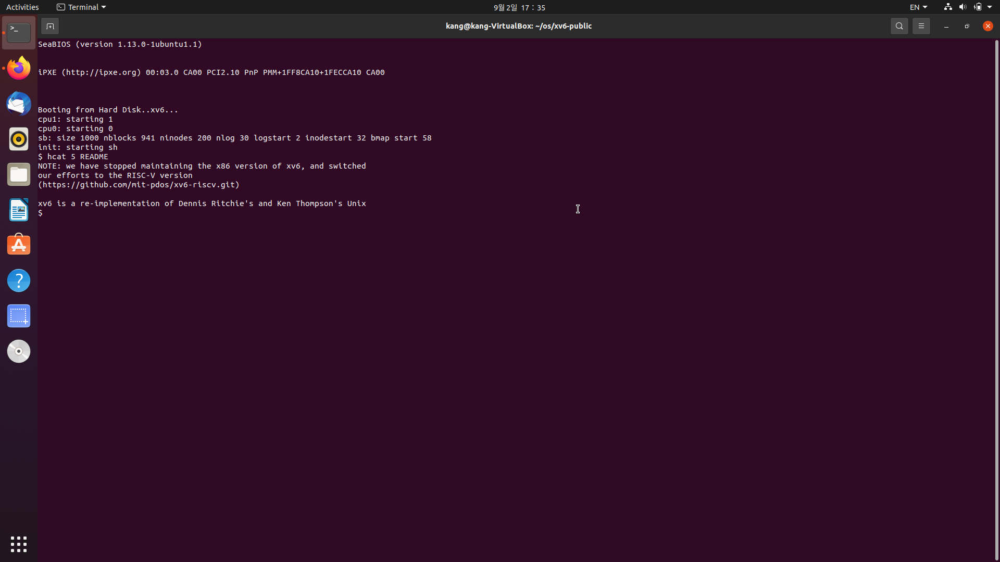 Activities
Terminal
9월 2일 17 : 35
EN
kang@kang-VirtualBox: ~/os/xv6-public
SeaBIOS (version 1.13.0-1ubuntu1.1)
iPXE (http://ipxe.org) 00:03.0 CA00 PCI2.10 PnP PMM+1FF8CA10+1FECCA10 CA00
Booting from Hard Disk..xv6...
cpu1: starting 1
cpu0: starting 0
sb: size 1000 nblocks 941 ninodes 200 nlog 30 logstart 2 inodestart 32 bmap start 58
init: starting sh
$ hcat 5 README
NOTE: we have stopped maintaining the x86 version of xv6, and switched
our efforts to the RISC-V version
(https://github.com/mit-pdos/xv6-riscv.git)
xv6 is a re-implementation of Dennis Ritchie's and Ken Thompson's Unix
$